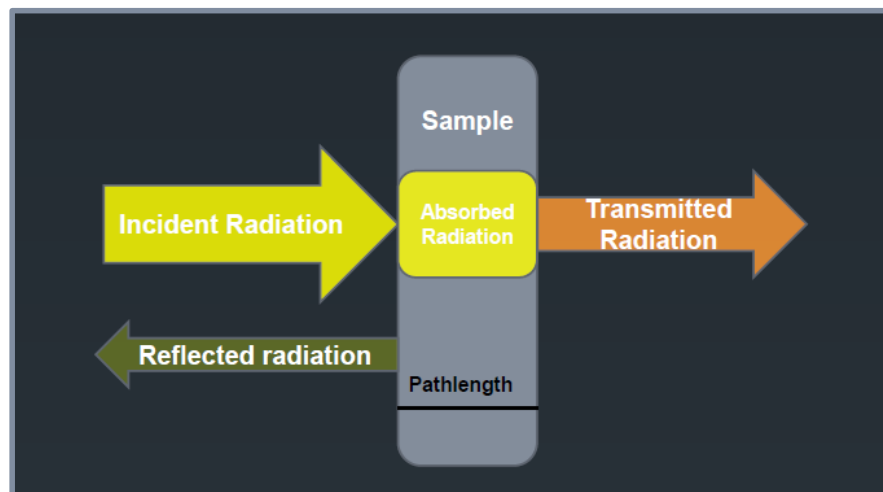 Sample
Incident Radiation
Absorbed
Radiation
Transmitted
Radiation
Reflected radiation
Pathlength